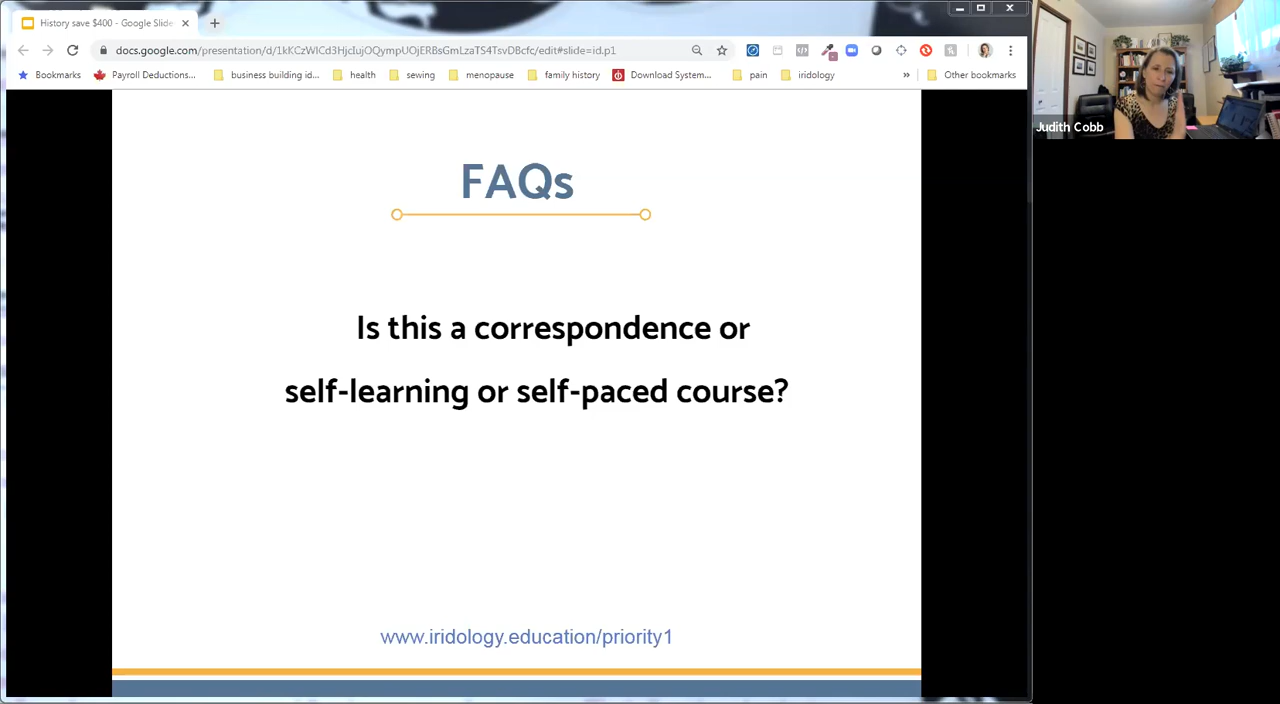 History save $400 - Google Slide
docs.google.com/presentation/d/1kKCzWlCd3HjcIujOQympUOjERBsGmLzaTS4TsvDBcfc/edit#slide=id.p1
Bookmarks
Payroll Deductions...
business building id...
health
sewing
menopause
family history
Download System...
pain
iridology
»
Other bookmarks
Judith Cobb
FAQs
Is this a correspondence or
self-learning or self-paced course?
www.iridology.education/priority1